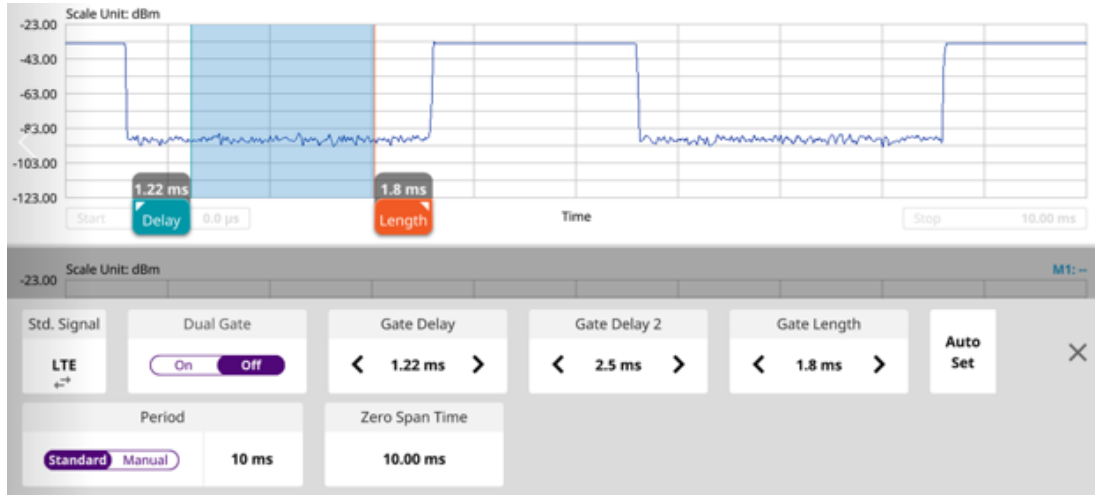 Scale Unit: dBm
-23.00
-43.00
-63.00
-83.00
-103.00
-123.00
1.22 ms
1.8 ms
Start 0.0 µs
Delay
Length
Time
Stop 10.00 ms
Scale Unit: dBm
M1: --
-23.00
Std. Signal
LTE
Dual Gate
On Off
Gate Delay
1.22 ms
Gate Delay 2
2.5 ms
Gate Length
1.8 ms
Auto
Set
Period
Standard Manual
10 ms
Zero Span Time
10.00 ms